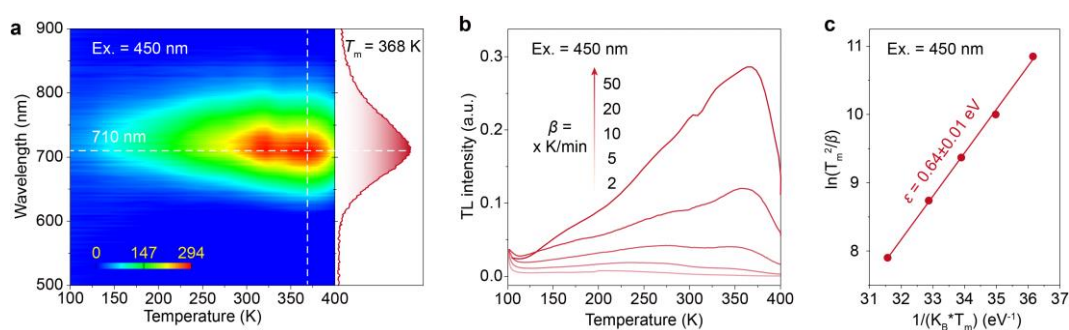 a
Ex. = 450 nm
T_m = 368 K
710 nm
Wavelength (nm)
900
800
700
600
500
0 147 294
100 150 200 250 300 350 400
Temperature (K)
b
Ex. = 450 nm
β =
x K/min
50
20
10
5
2
TL intensity (a.u.)
0.3
0.2
0.1
0.0
100 150 200 250 300 350 400
Temperature (K)
c
Ex. = 450 nm
ε = 0.64±0.01 eV
ln(T_m²/β)
11
10
9
8
31 32 33 34 35 36 37
1/(K_B*T_m) (eV⁻¹)